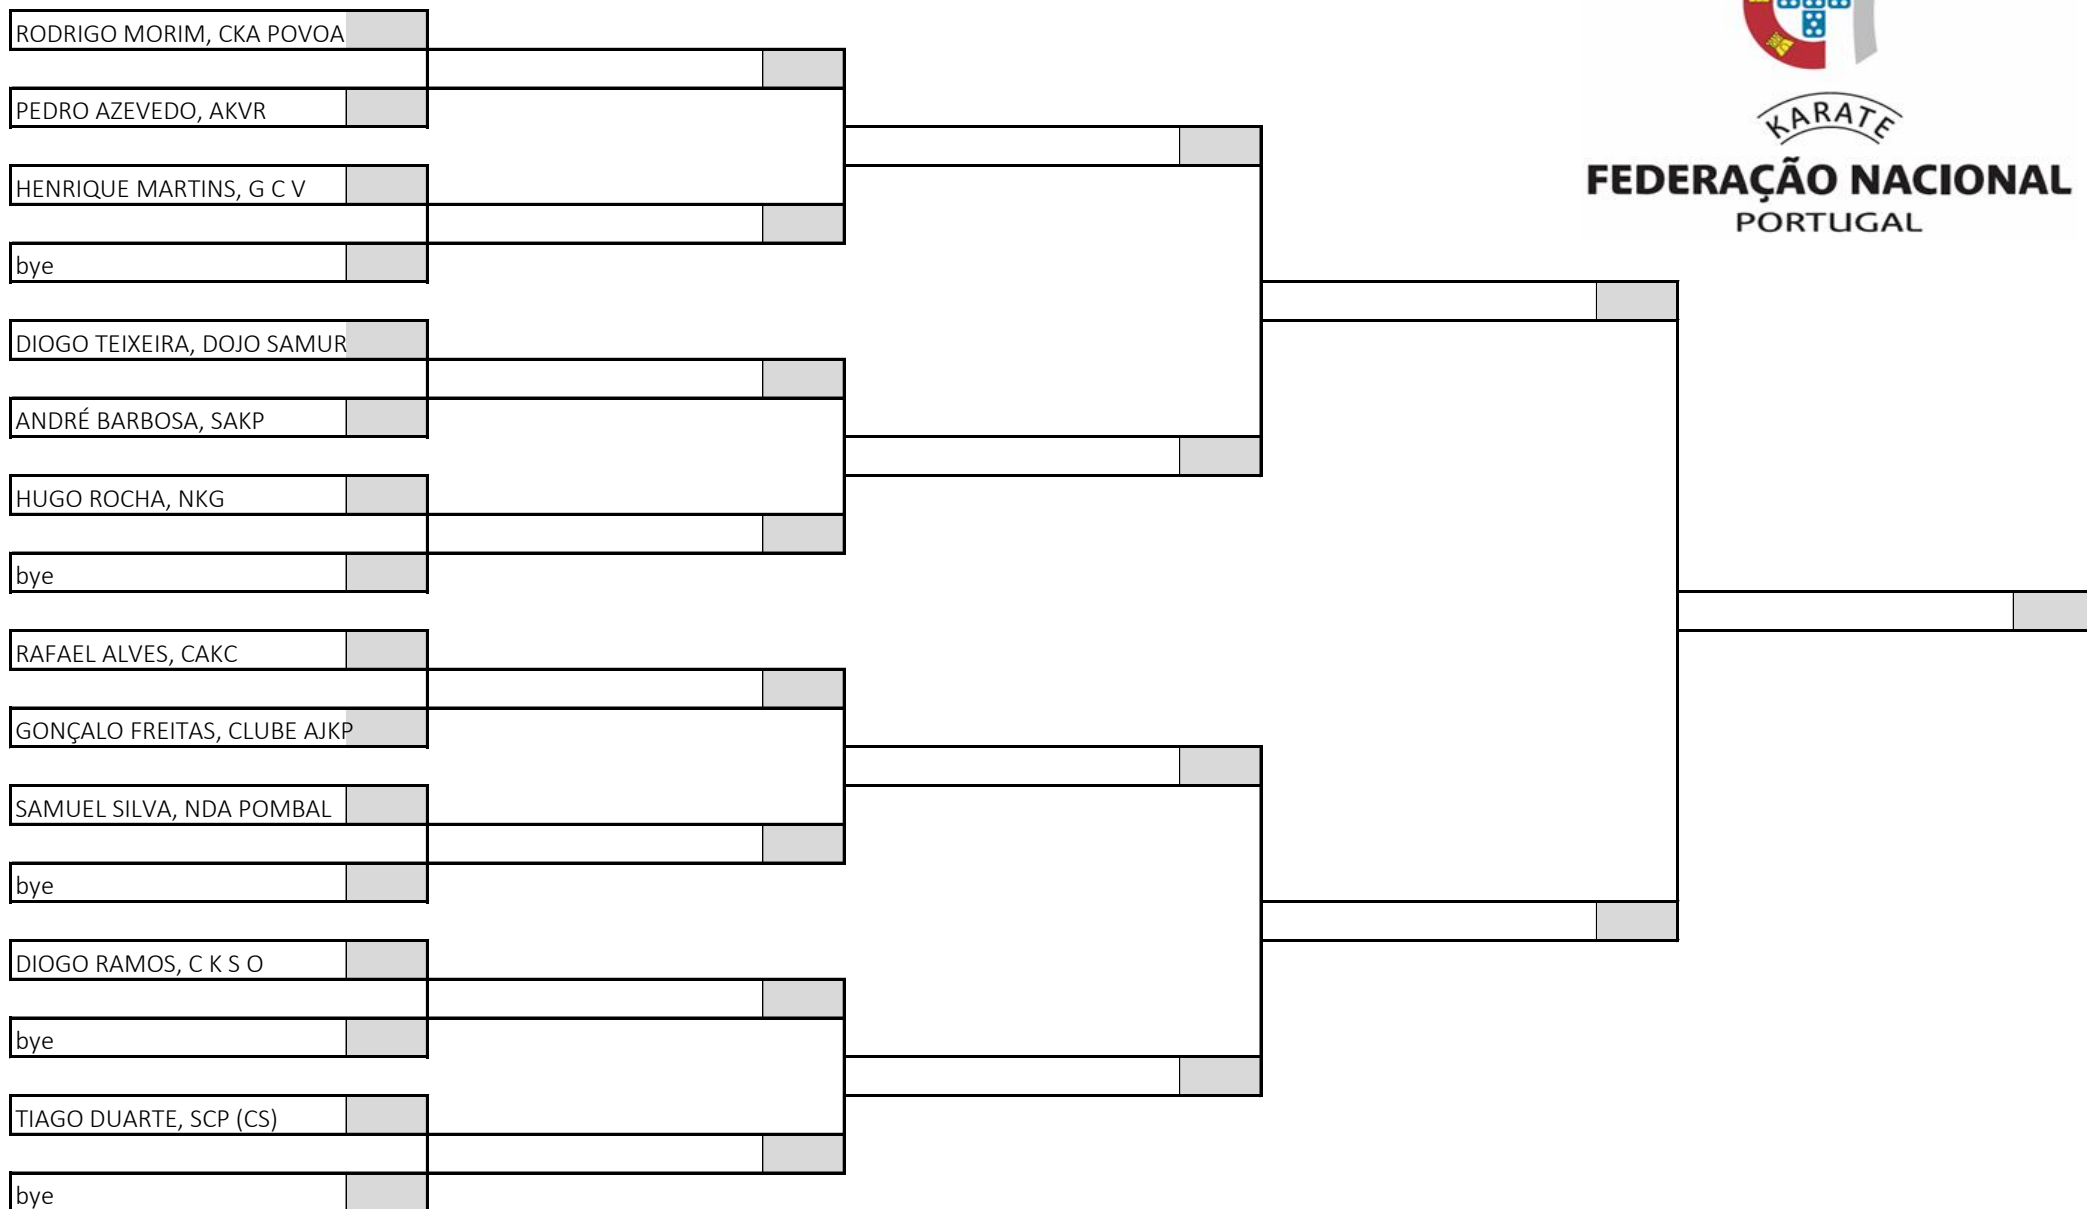 RODRIGO MORIM, CKA POVOA
PEDRO AZEVEDO, AKVR
HENRIQUE MARTINS, G C V
bye
DIOGO TEIXEIRA, DOJO SAMUR
ANDRÉ BARBOSA, SAKP
HUGO ROCHA, NKG
bye
RAFAEL ALVES, CAKC
GONÇALO FREITAS, CLUBE AJKP
SAMUEL SILVA, NDA POMBAL
bye
DIOGO RAMOS, C K S O
bye
TIAGO DUARTE, SCP (CS)
bye
KARATE
FEDERAÇÃO NACIONAL
PORTUGAL